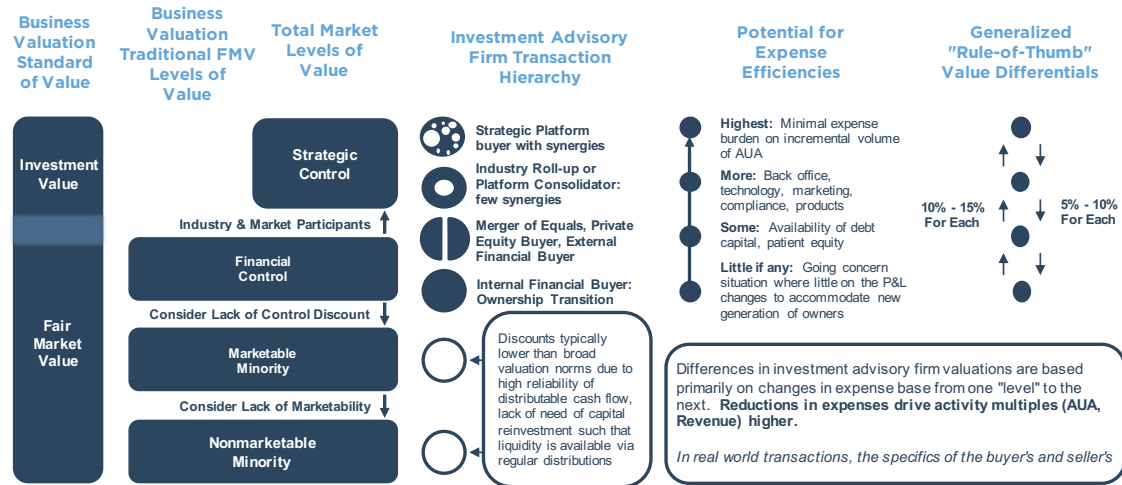 Business
Valuation
Standard
of Value
Business
Valuation
Traditional FMV
Levels of
Value
Total Market
Levels of
Value
Investment Advisory
Firm Transaction
Hierarchy
Potential for
Expense
Efficiencies
Generalized
"Rule-of-Thumb"
Value Differentials
Investment
Value
Fair
Market
Value
Strategic
Control
Industry & Market Participants
Financial
Control
Consider Lack of Control Discount
Marketable
Minority
Consider Lack of Marketability
Nonmarketable
Minority
Strategic Platform
buyer with synergies
Industry Roll-up or
Platform Consolidator:
few synergies
Merger of Equals, Private
Equity Buyer, External
Financial Buyer
Internal Financial Buyer:
Ownership Transition
Discounts typically
lower than broad
valuation norms due to
high reliability of
distributable cash flow,
lack of need of capital
reinvestment such that
liquidity is available via
regular distributions
Highest: Minimal expense
burden on incremental volume
of AUA
More: Back office,
technology, marketing,
compliance, products
Some: Availability of debt
capital, patient equity
Little if any: Going concern
situation where little on the P&L
changes to accommodate new
generation of owners
10% - 15%
For Each
5% - 10%
For Each
Differences in investment advisory firm valuations are based
primarily on changes in expense base from one "level" to the
next. Reductions in expenses drive activity multiples (AUA,
Revenue) higher.
In real world transactions, the specifics of the buyer's and seller's